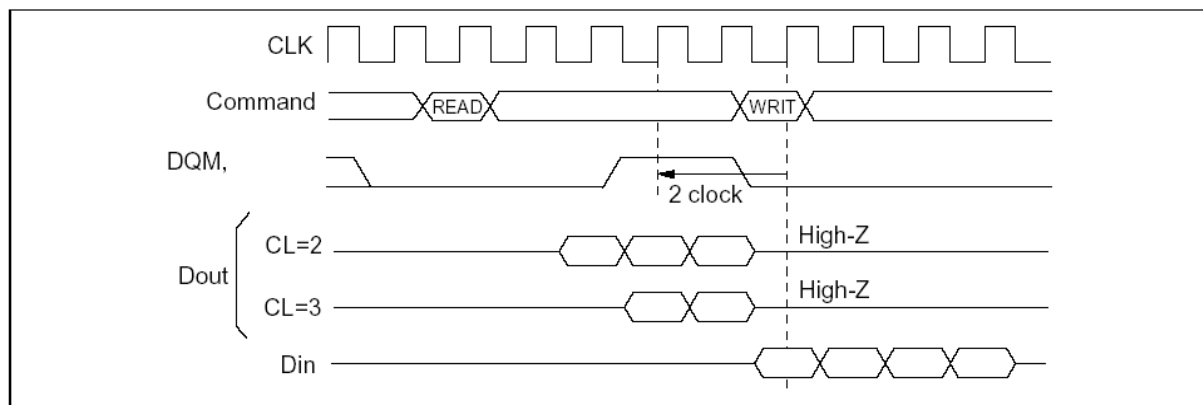 CLK
Command READ WRIT
DQM,
2 clock
CL=2 High-Z
Dout
CL=3 High-Z
Din